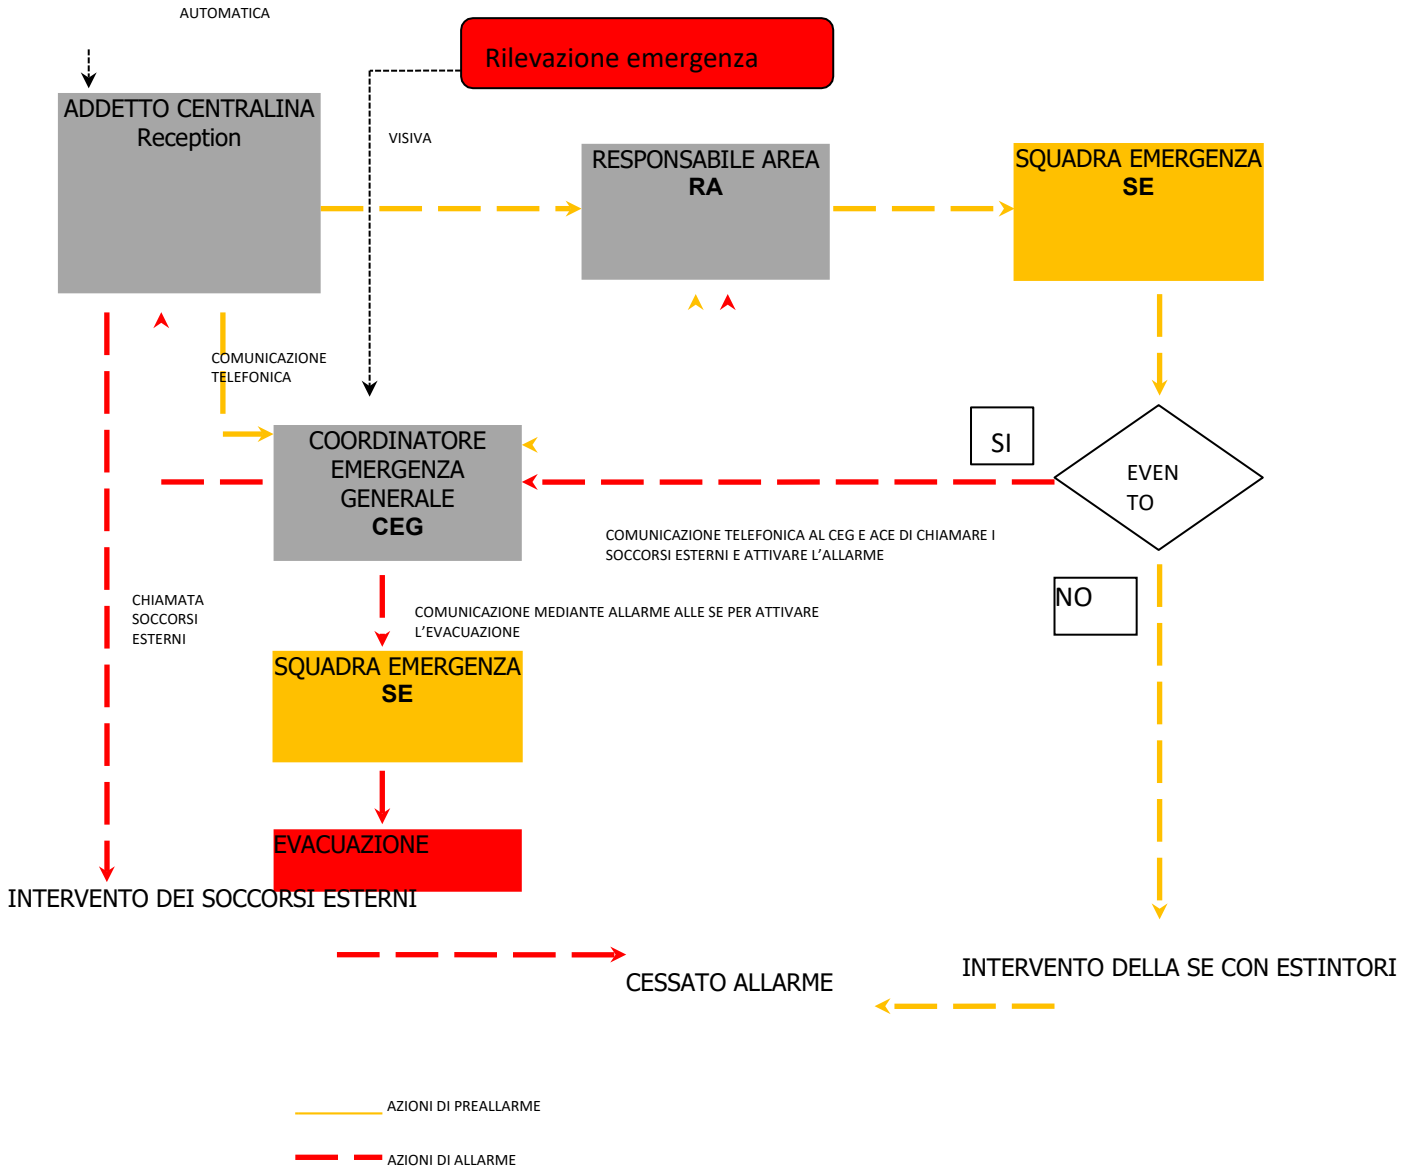 AUTOMATICA
Rilevazione emergenza
ADDETTO CENTRALINA
Reception
VISIVA
RESPONSABILE AREA
RA
SQUADRA EMERGENZA
SE
COMUNICAZIONE
TELEFONICA
COORDINATORE
EMERGENZA
GENERALE
CEG
SI
EVEN
TO
COMUNICAZIONE TELEFONICA AL CEG E ACE DI CHIAMARE I
SOCCORSI ESTERNI E ATTIVARE L’ALLARME
NO
CHIAMATA
SOCCORSI
ESTERNI
COMUNICAZIONE MEDIANTE ALLARME ALLE SE PER ATTIVARE
L’EVACUAZIONE
SQUADRA EMERGENZA
SE
EVACUAZIONE
INTERVENTO DEI SOCCORSI ESTERNI
CESSATO ALLARME
INTERVENTO DELLA SE CON ESTINTORI
AZIONI DI PREALLARME
AZIONI DI ALLARME